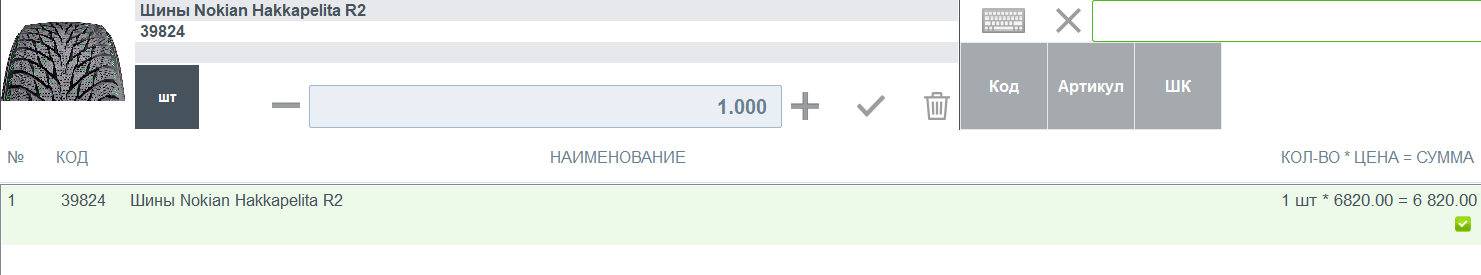 Шины Nokian Hakkapelita R2
39824
шт
1.000
Код Артикул ШК
№ КОД НАИМЕНОВАНИЕ КОЛ-ВО * ЦЕНА = СУММА
1 39824 Шины Nokian Hakkapelita R2 1 шт * 6820.00 = 6 820.00